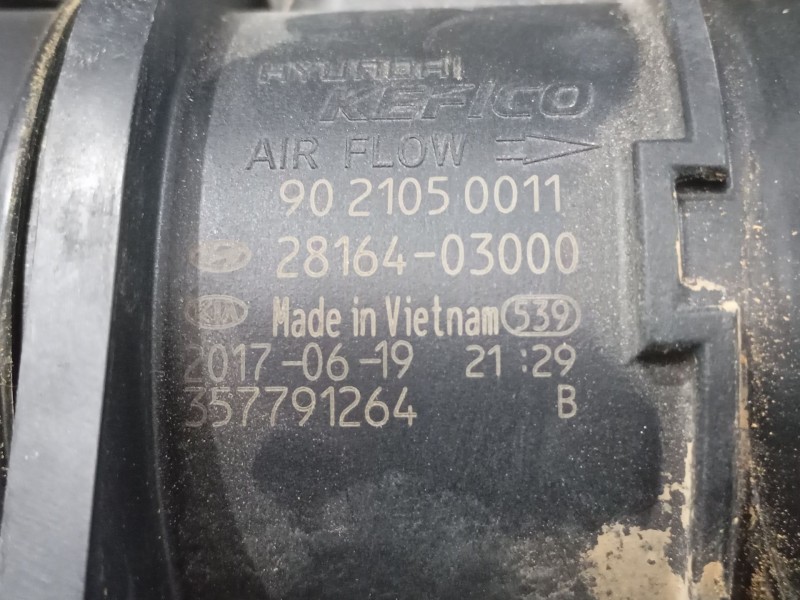 HYUNDAI
KEFICO
AIR FLOW
90 2105 0011
28164-03000
KIA Made in Vietnam 539
2017-06-19 21:29
357791264 B